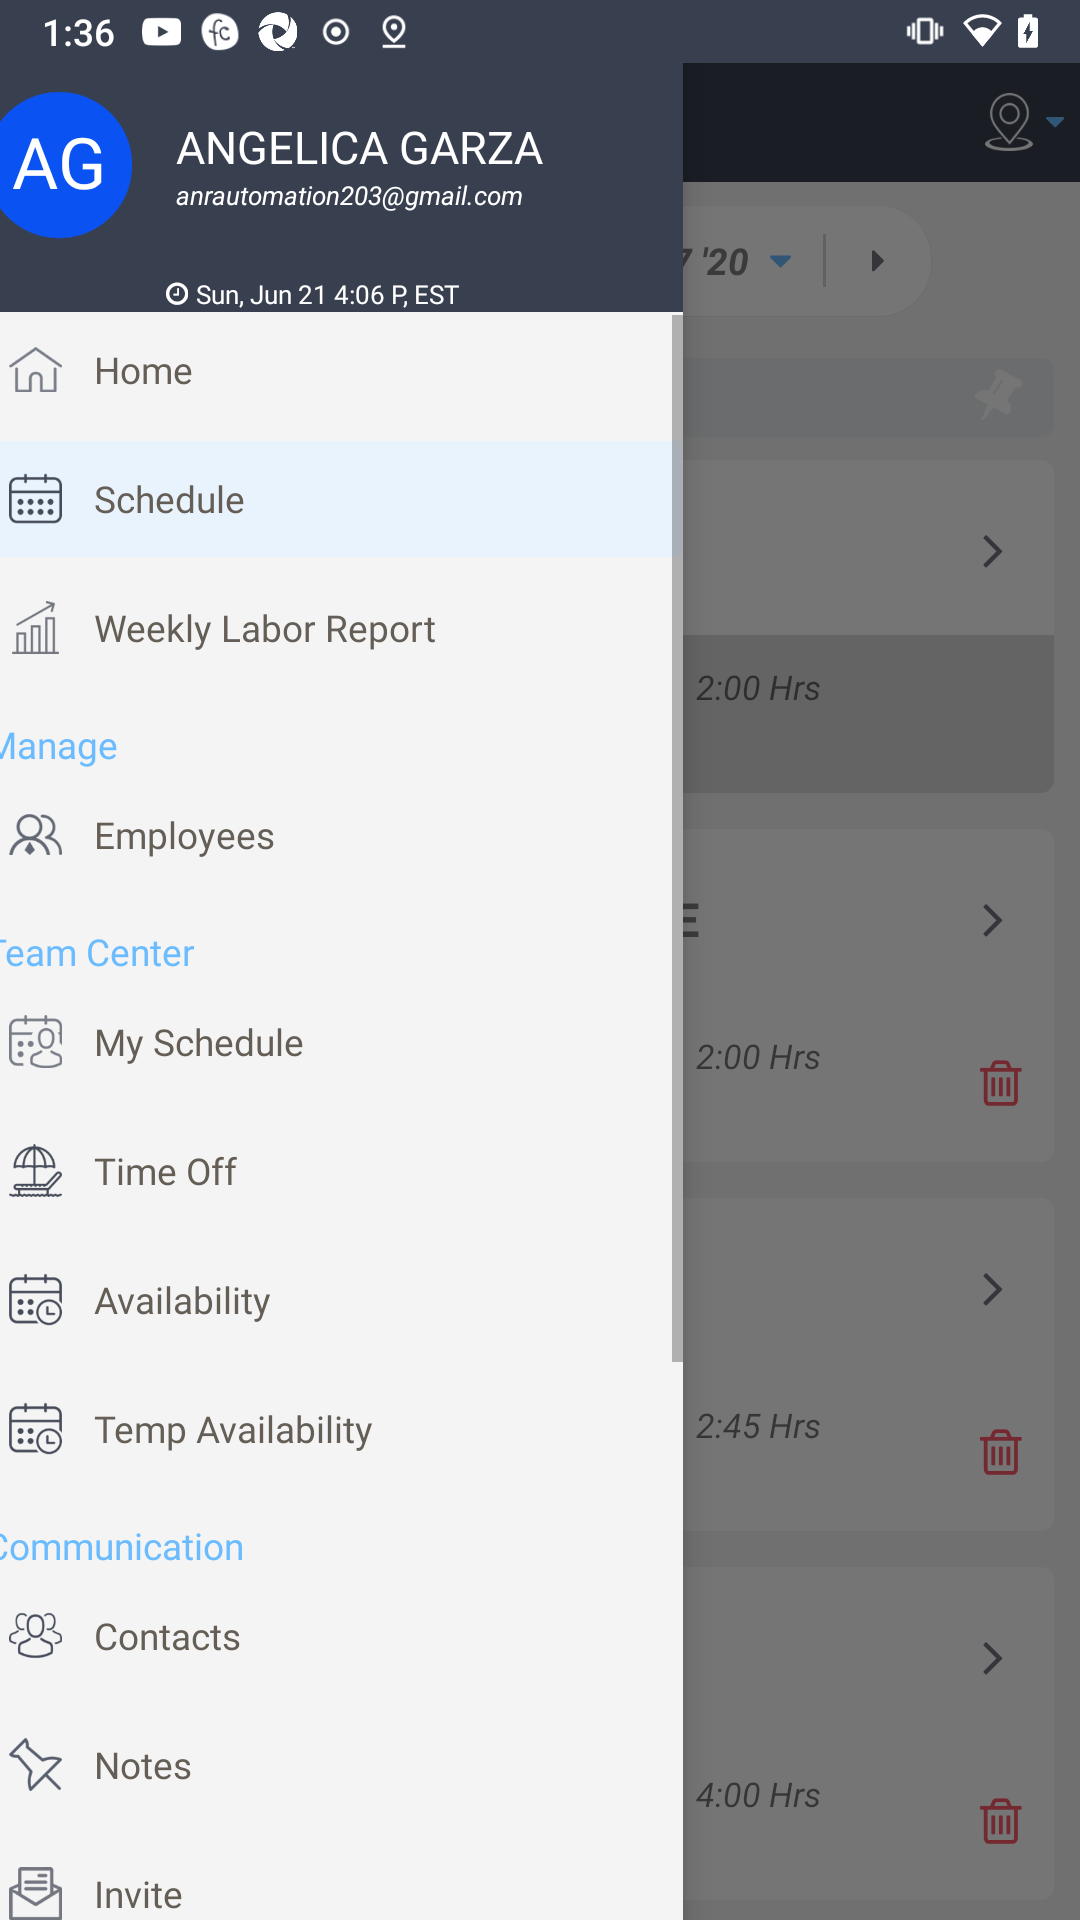 1:36
AG
ANGELICA GARZA
anrautomation203@gmail.com
Sun, Jun 21 4:06 P, EST
'20
Home
Schedule
Weekly Labor Report
2:00 Hrs
Manage
Employees
E
Team Center
My Schedule
2:00 Hrs
Time Off
Availability
Temp Availability
2:45 Hrs
Communication
Contacts
Notes
4:00 Hrs
Invite